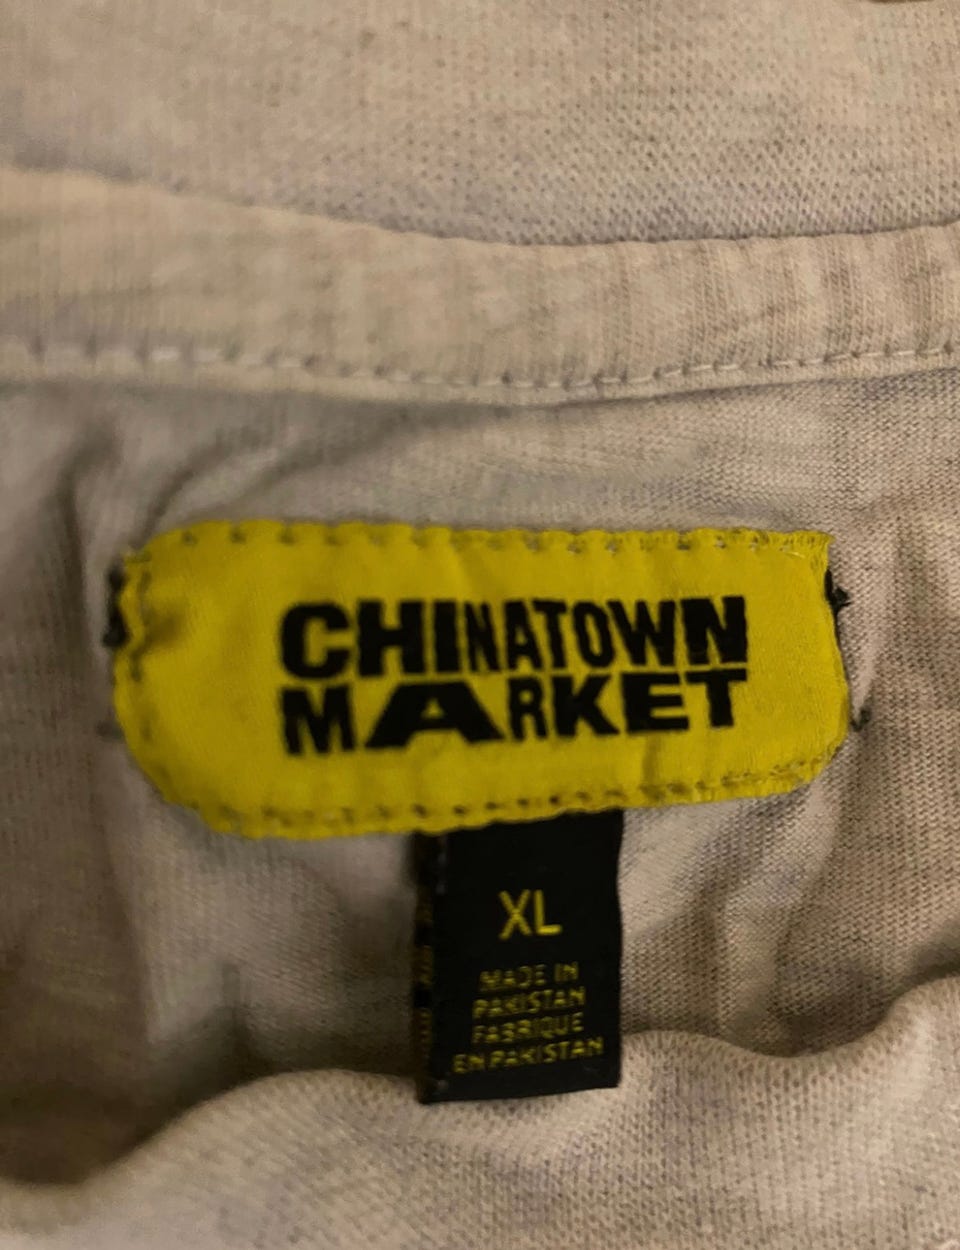 CHINATOWN
MARKET
XL
MADE IN
PAKISTAN
FABRIQUE
EN PAKISTAN